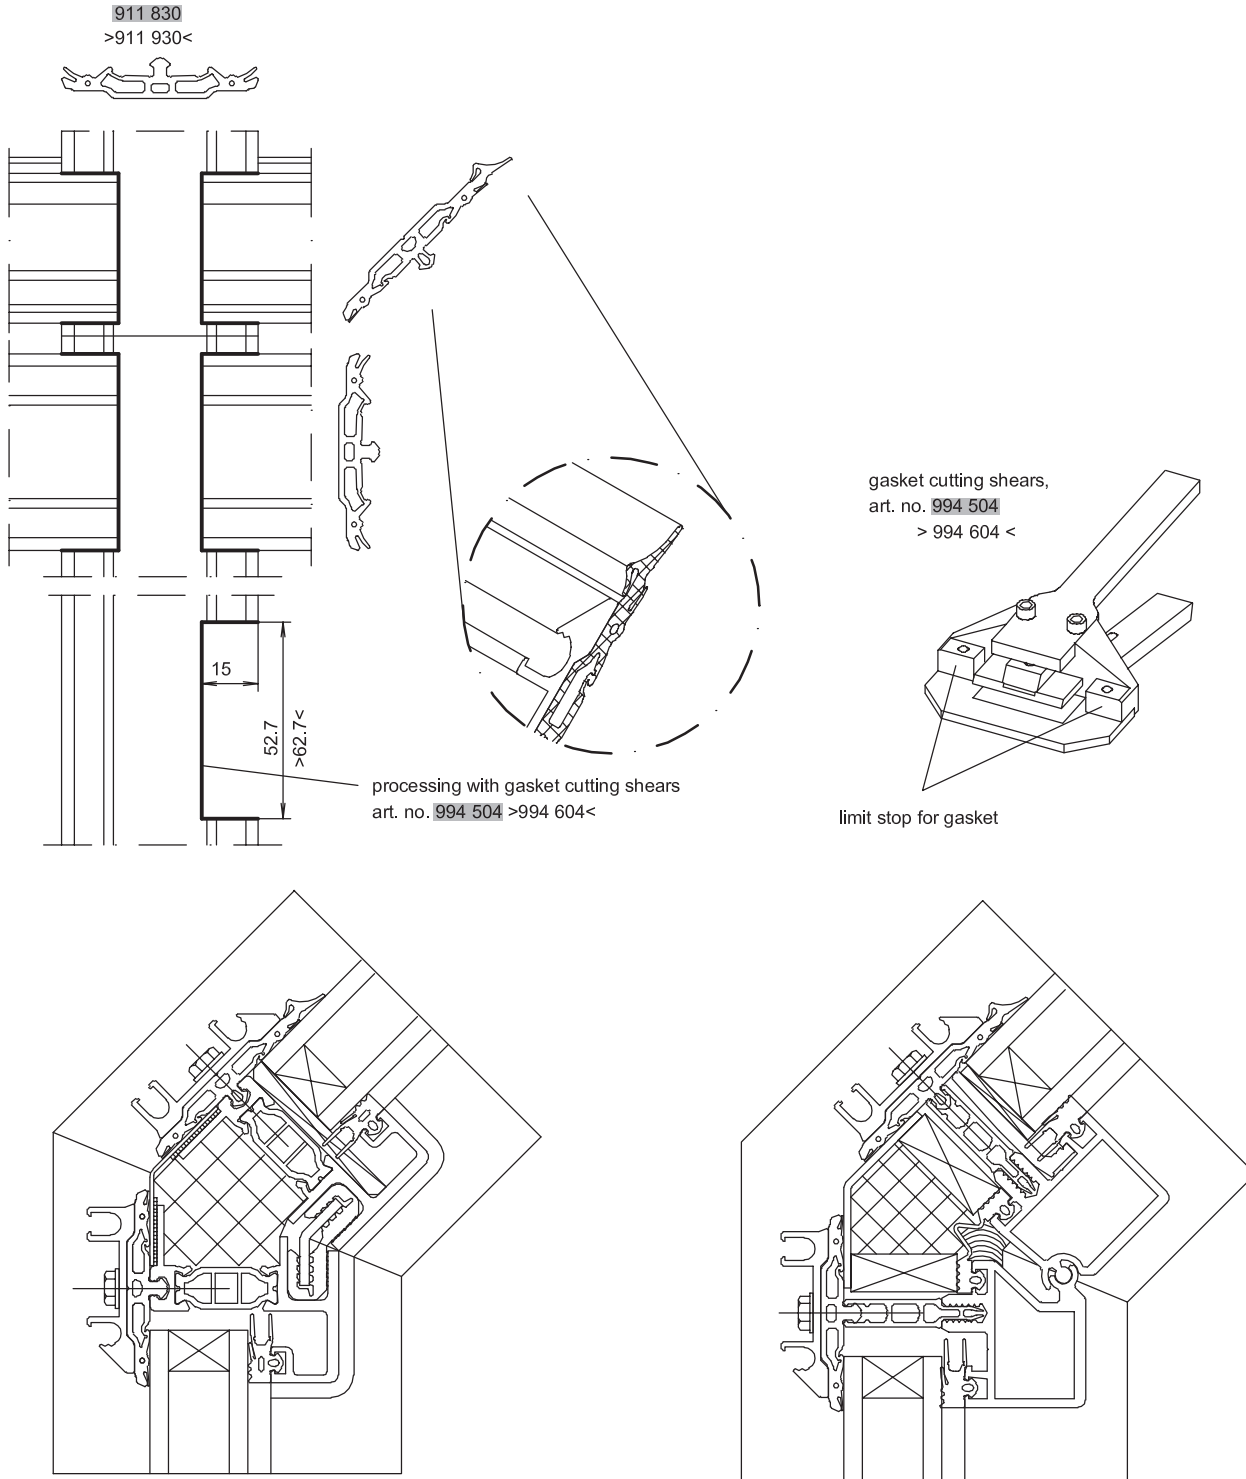 911 830
>911 930<
gasket cutting shears,
art. no. 994 504
> 994 604 <
15
52.7
>62.7<
processing with gasket cutting shears
art. no. 994 504 >994 604<
limit stop for gasket